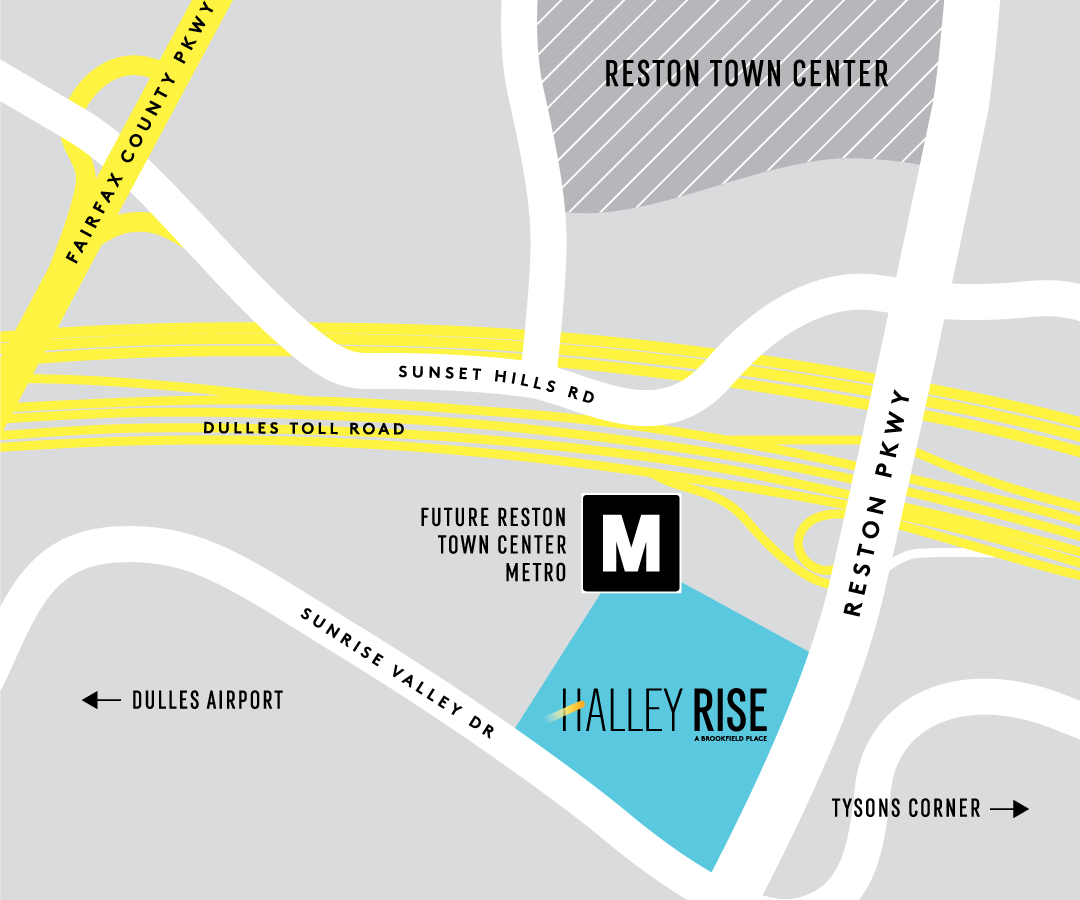 FAIRFAX COUNTY PKWY
RESTON TOWN CENTER
SUNSET HILLS RD
DULLES TOLL ROAD
RESTON PKWY
FUTURE RESTON
TOWN CENTER
METRO
M
SUNRISE VALLEY DR
DULLES AIRPORT
HALLEY RISE
A BROOKFIELD PLACE
TYSONS CORNER